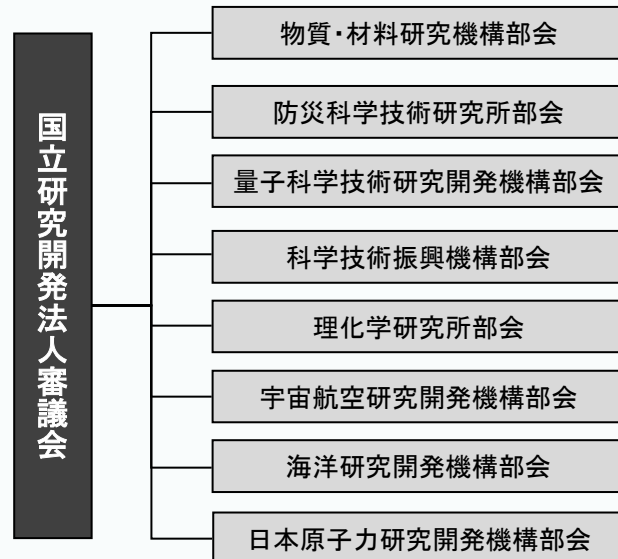 国立研究開発法人審議会
物質・材料研究機構部会
防災科学技術研究所部会
量子科学技術研究開発機構部会
科学技術振興機構部会
理化学研究所部会
宇宙航空研究開発機構部会
海洋研究開発機構部会
日本原子力研究開発機構部会